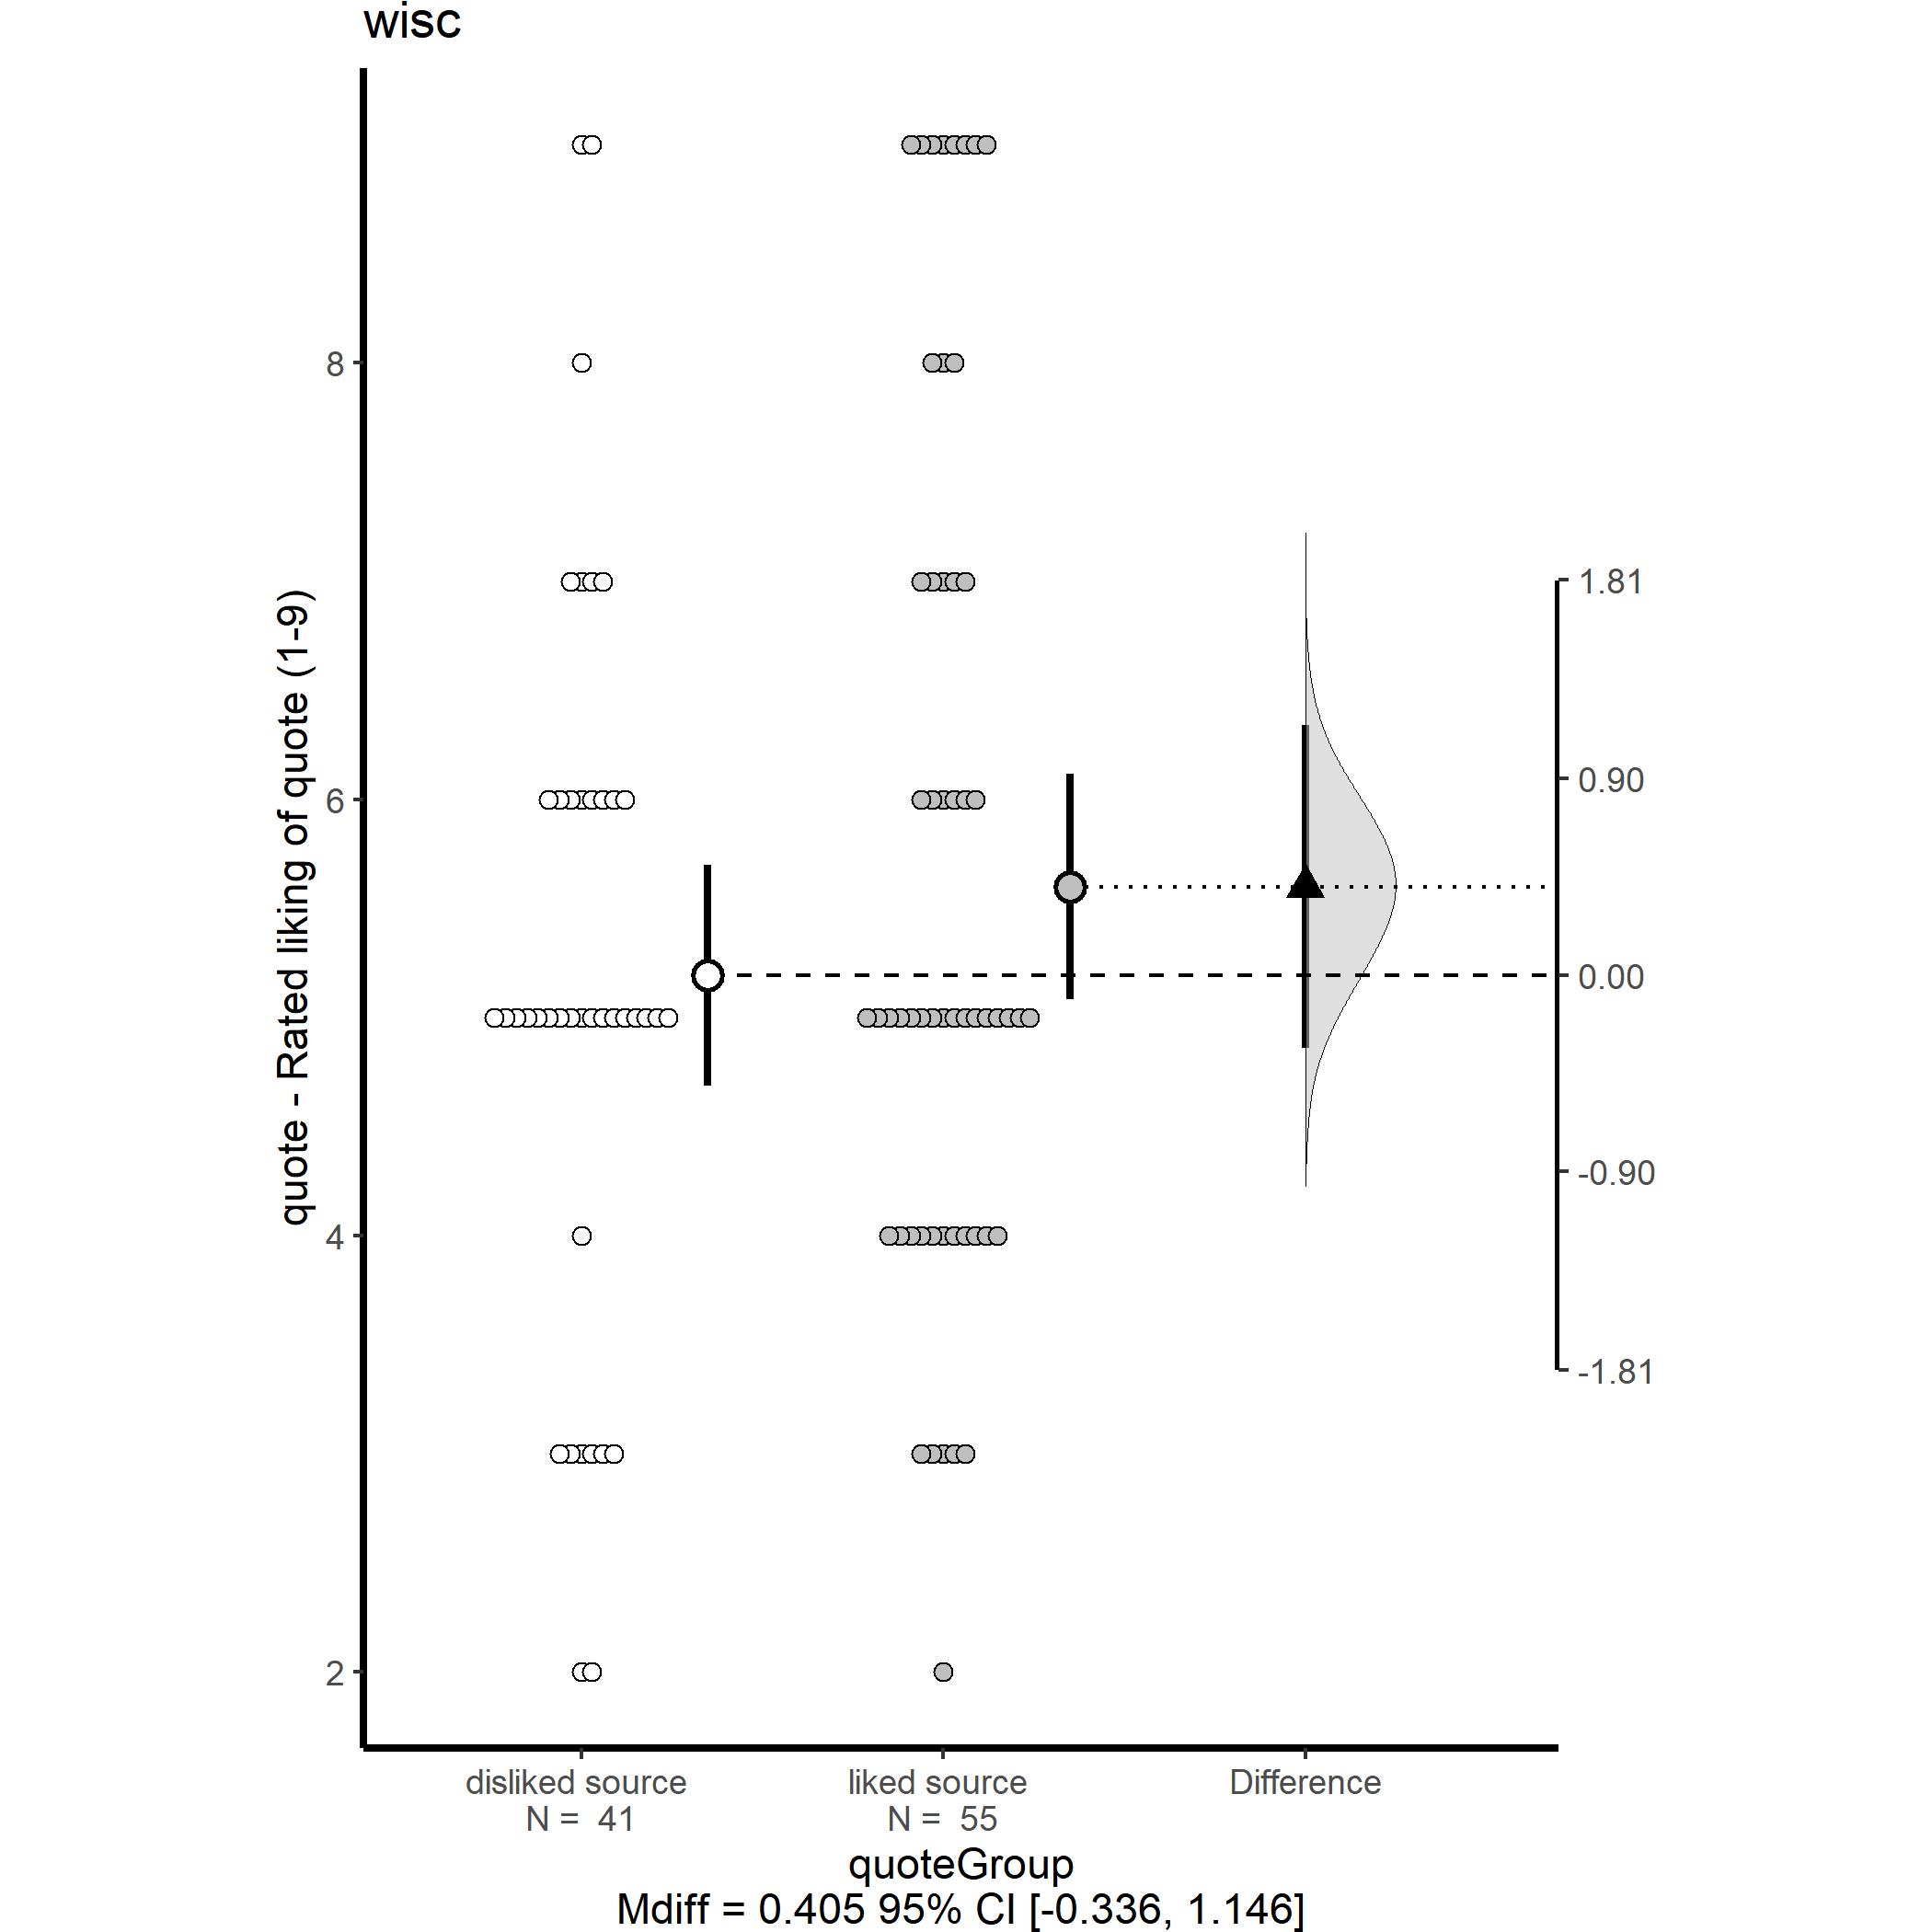 wisc
quote - Rated liking of quote (1-9)
8
6
4
2
1.81
0.90
0.00
-0.90
-1.81
disliked source
N =  41
liked source
N =  55
Difference
quoteGroup
Mdiff = 0.405 95% CI [-0.336, 1.146]